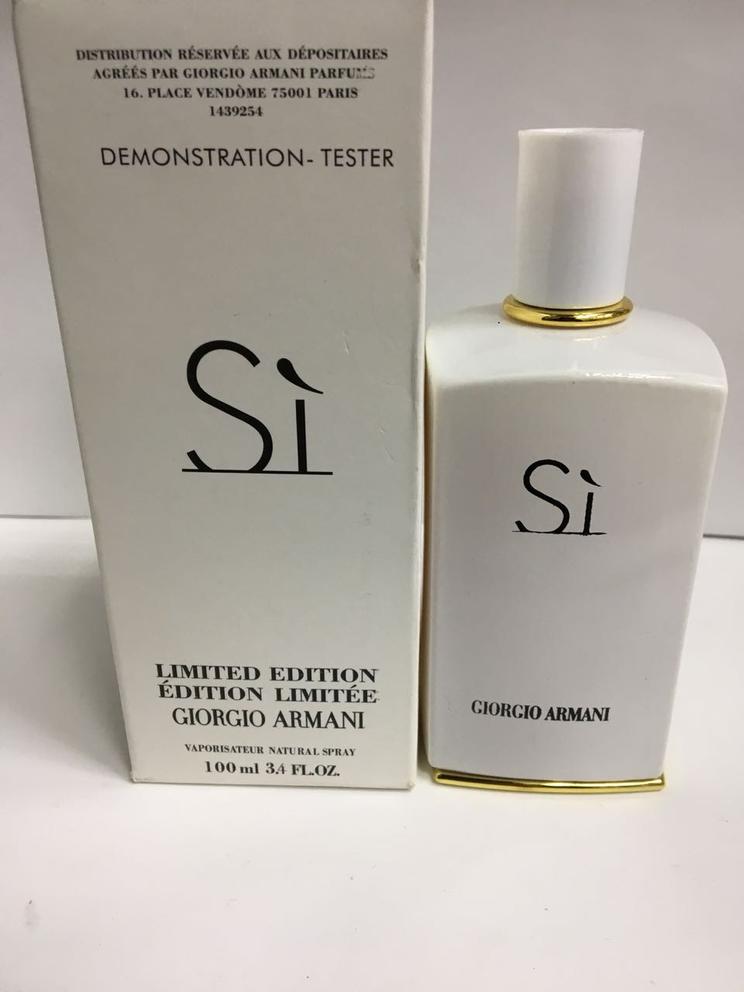 DISTRIBUTION RÉSERVÉE AUX DÉPOSITAIRES
AGRÉÉS PAR GIORGIO ARMANI PARFUMS
16. PLACE VENDÔME 75001 PARIS
1439254
DEMONSTRATION- TESTER
Sì
LIMITED EDITION
ÉDITION LIMITÉE
GIORGIO ARMANI
VAPORISATEUR NATURAL SPRAY
100 ml 3.4 FL.OZ.
Sì
GIORGIO ARMANI